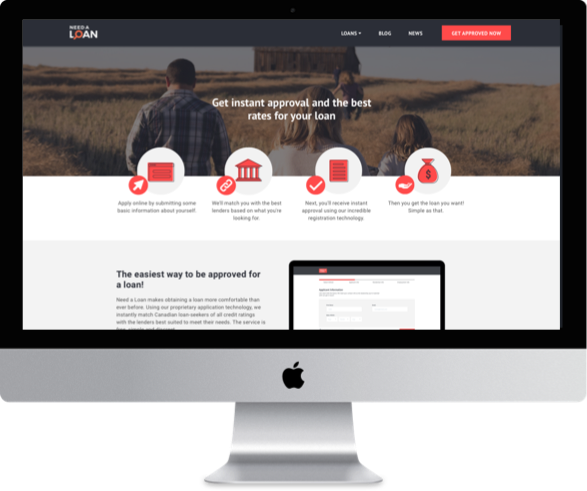 NEED A
LOAN
LOANS
BLOG
NEWS
GET APPROVED NOW
Get instant approval and the best
rates for your loan
Apply online by submitting some
basic information about yourself.
We'll match you with the best
lenders based on what you're
looking for.
Next, you'll receive instant
approval using our incredible
registration technology.
Then you get the loan you want!
Simple as that.
The easiest way to be approved for
a loan!
Need a Loan makes obtaining a loan more comfortable than
ever before. Using our proprietary application technology, we
instantly match Canadian loan-seekers of all credit ratings
with the lenders best suited to meet their needs. The service is